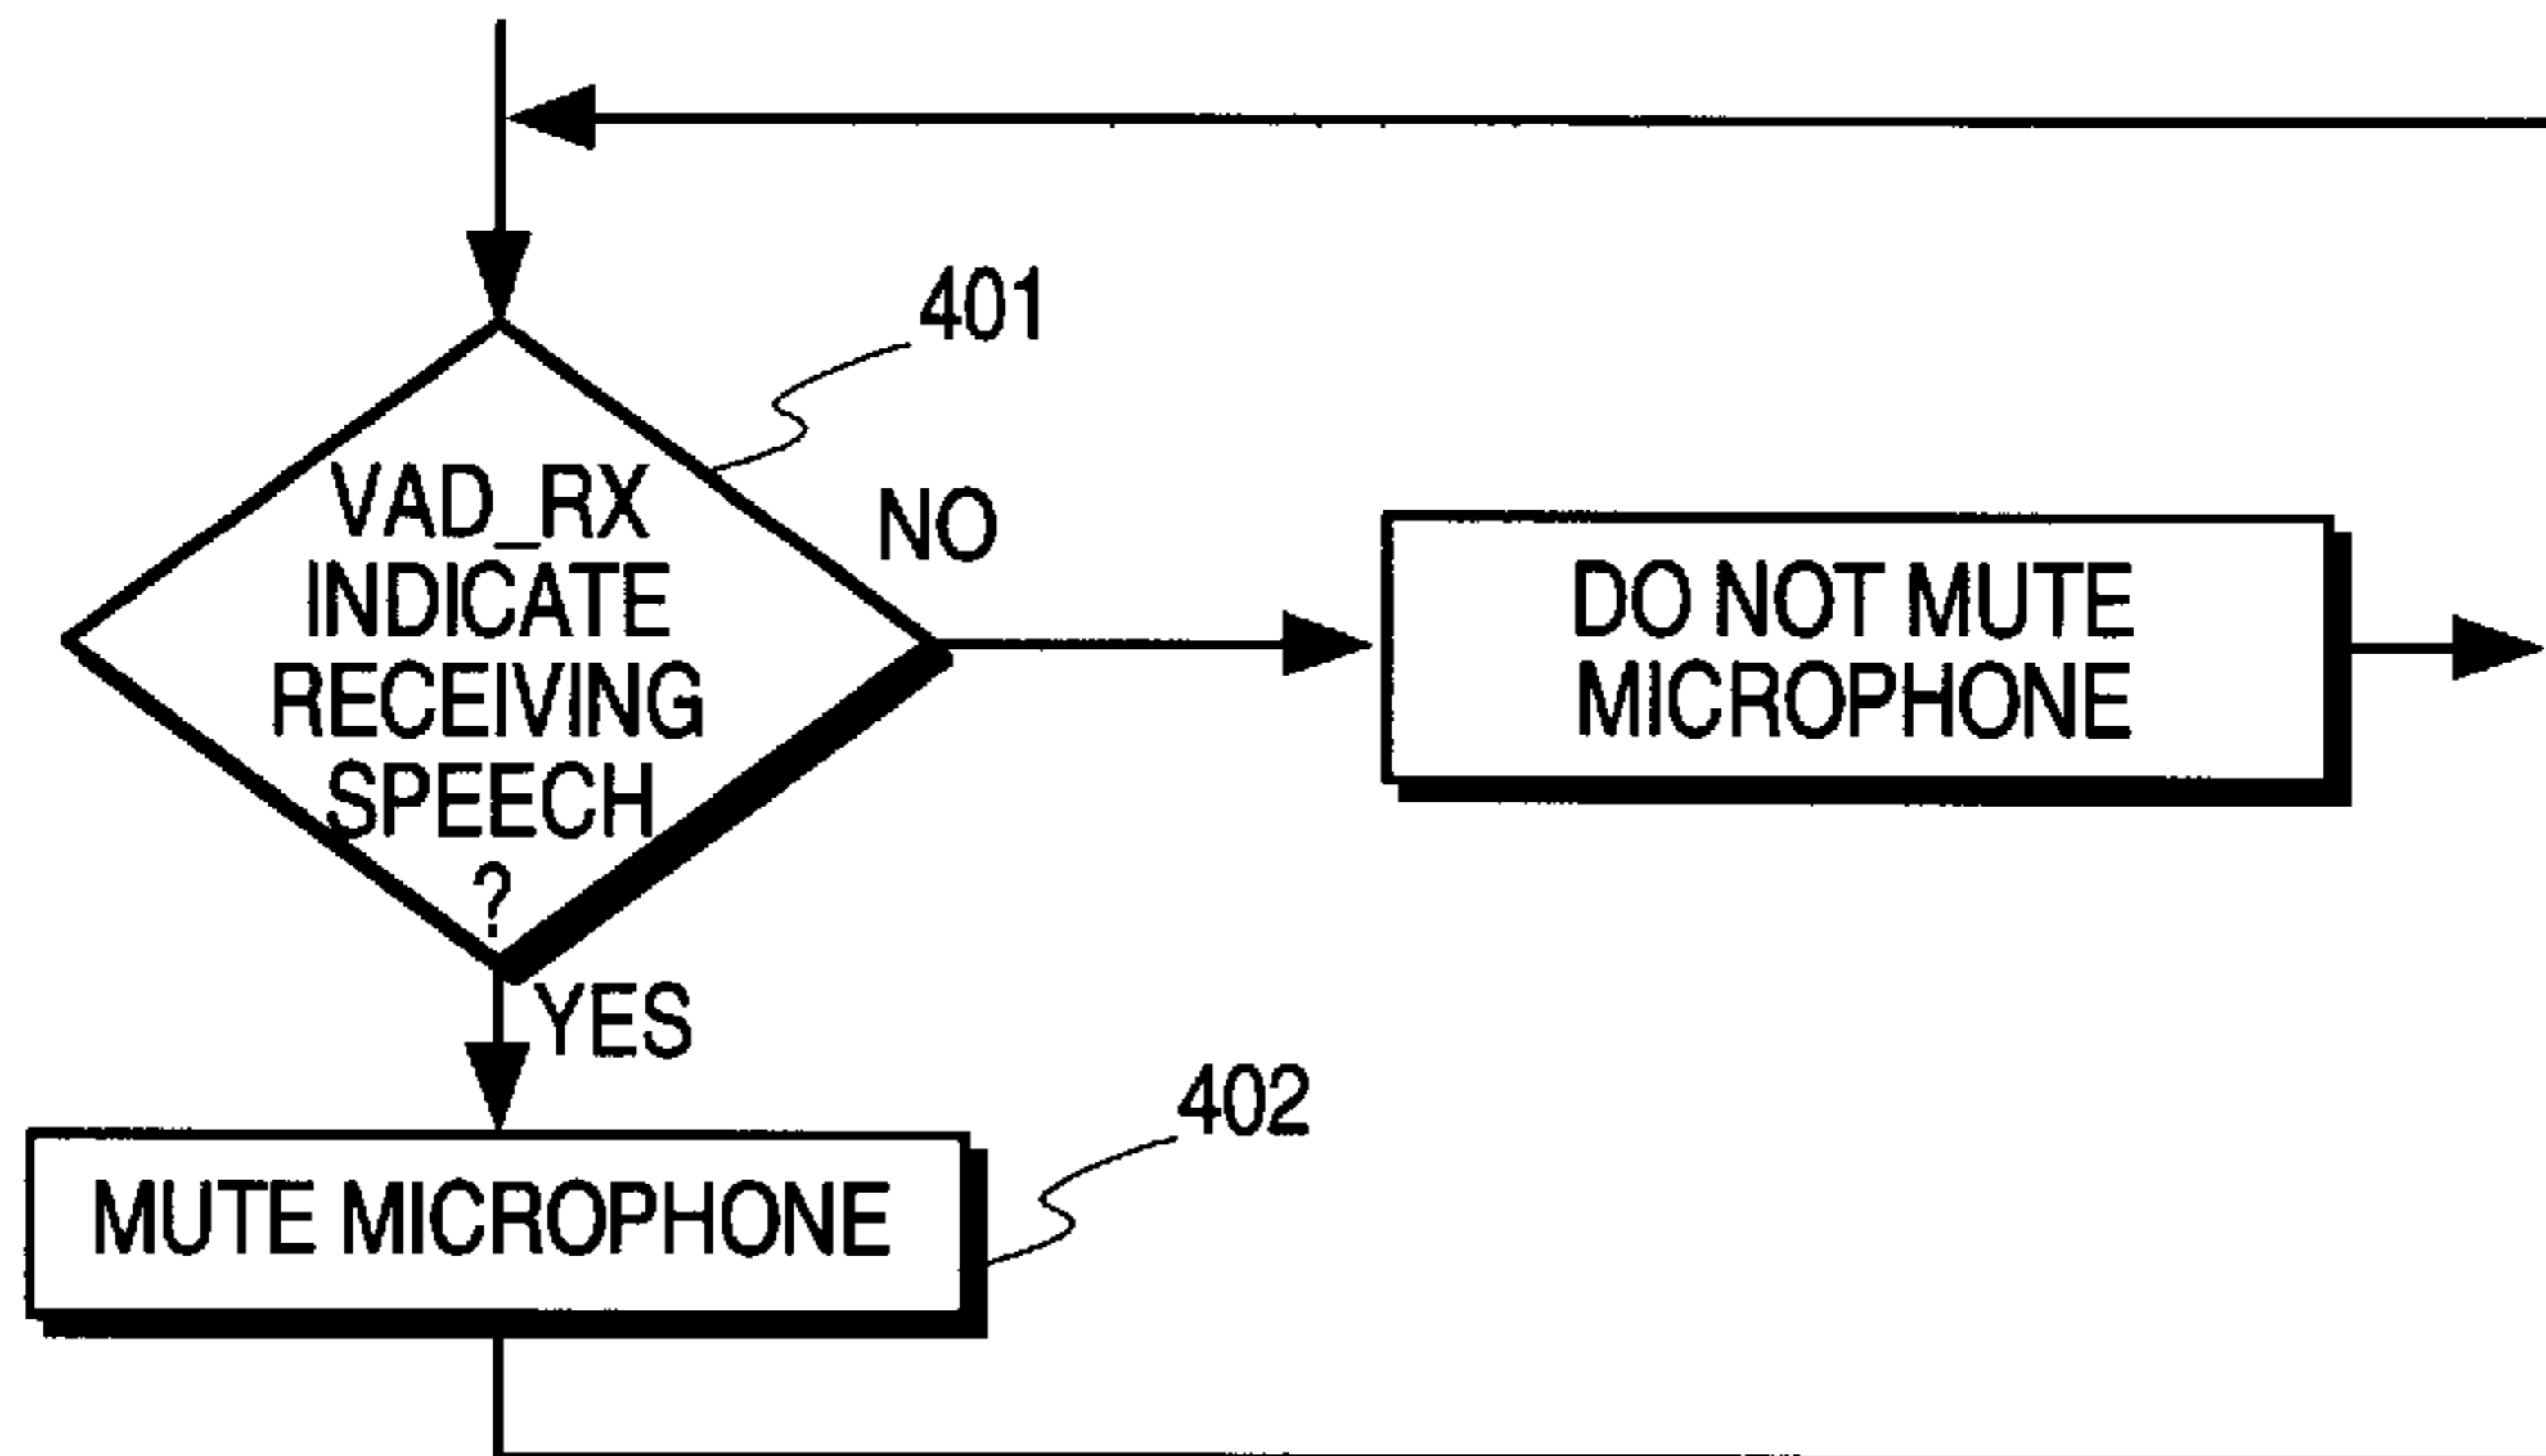 401
VAD_RX
INDICATE
RECEIVING
SPEECH
?
NO
DO NOT MUTE
MICROPHONE
YES
402
MUTE MICROPHONE